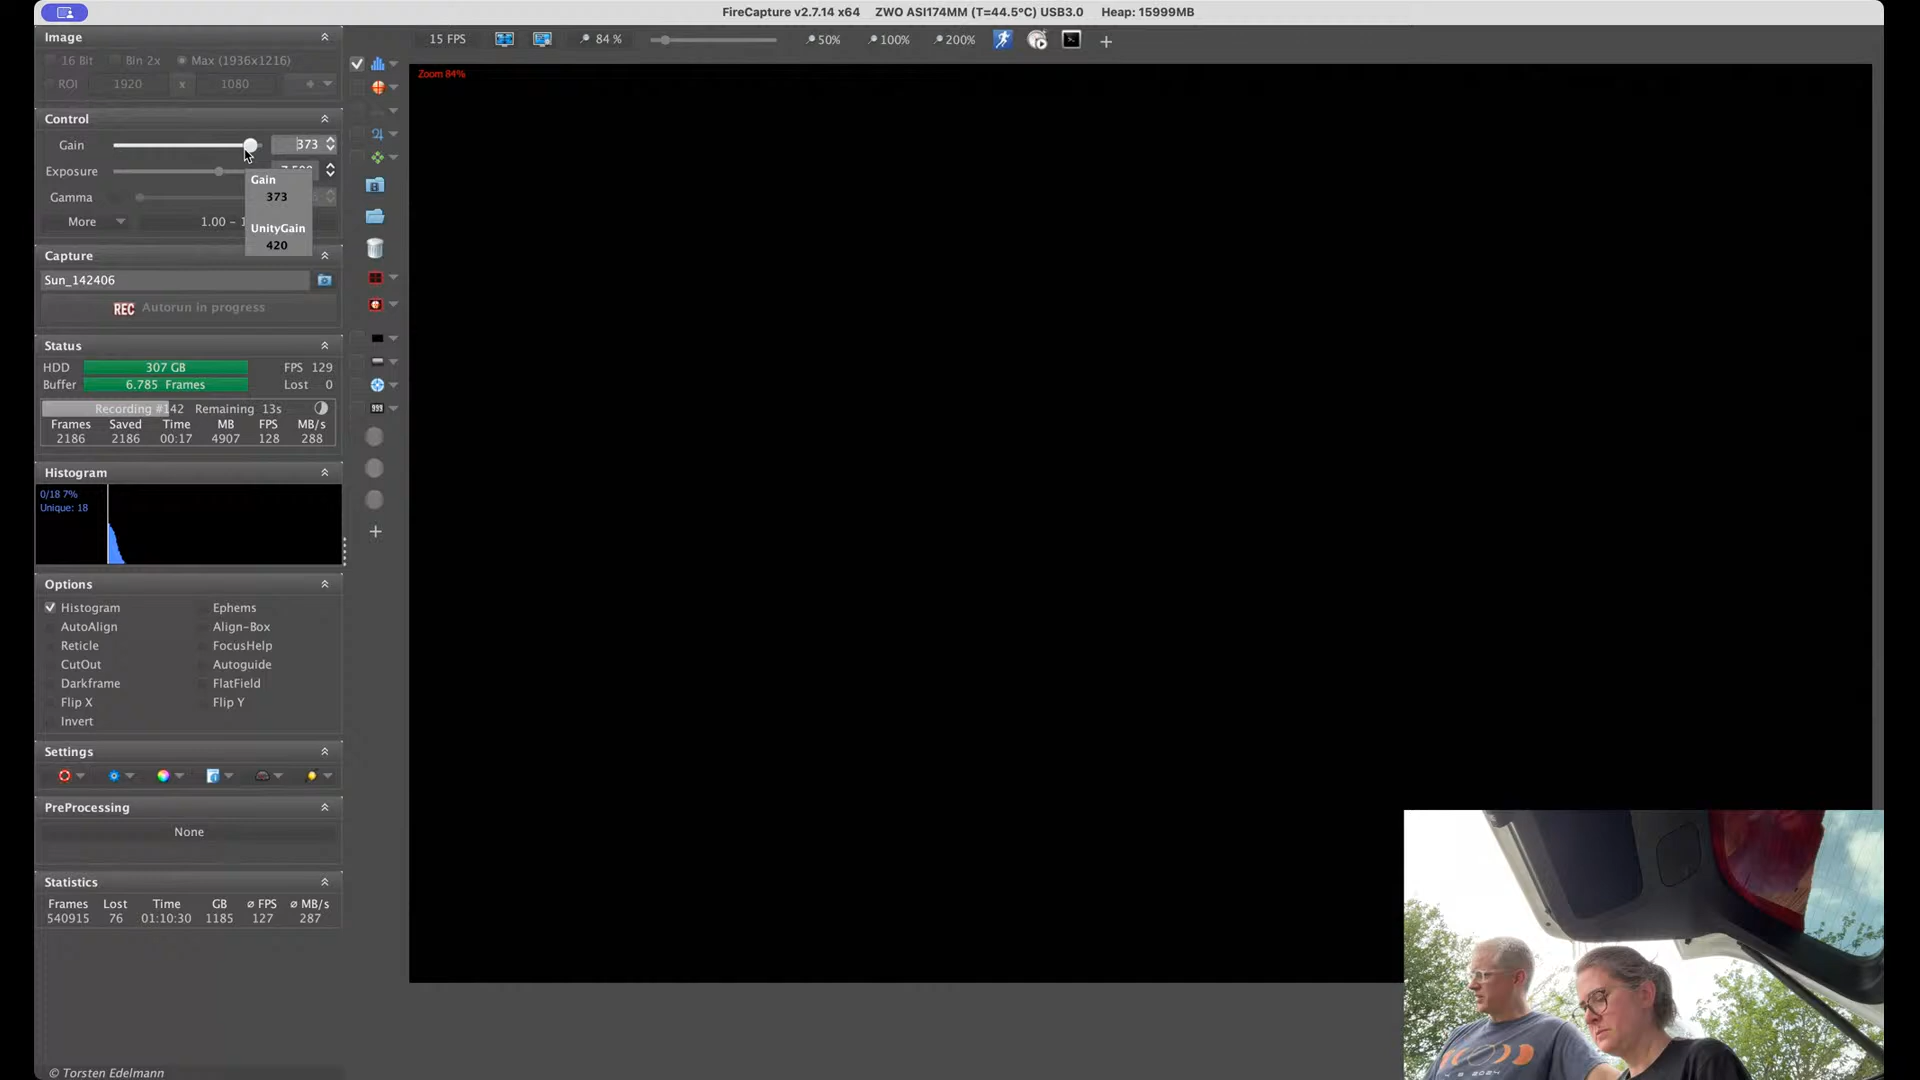 FireCapture v2.7.14 x64 ZWO ASI174MM (T=44.5°C) USB3.0 Heap: 15999MB
Image
16 Bit Bin 2x Max (1936x1216)
ROI 1920 x 1080
15 FPS 84 % 50% 100% 200%
Zoom 84%
Control
Gain 373
Exposure
Gamma
More 1.00 -
Gain
373
UnityGain
420
Capture
Sun_142406
REC Autorun in progress
Status
HDD 307 GB FPS 129
Buffer 6.785 Frames Lost 0
Recording #142 Remaining 13s
Frames Saved Time MB FPS MB/s
2186 2186 00:17 4907 128 288
999
Histogram
0/18 7%
Unique: 18
Options
Histogram Ephems
AutoAlign Align-Box
Reticle FocusHelp
CutOut Autoguide
Darkframe FlatField
Flip X Flip Y
Invert
Settings
PreProcessing
None
Statistics
Frames Lost Time GB ø FPS ø MB/s
540915 76 01:10:30 1185 127 287
© Torsten Edelmann
2024